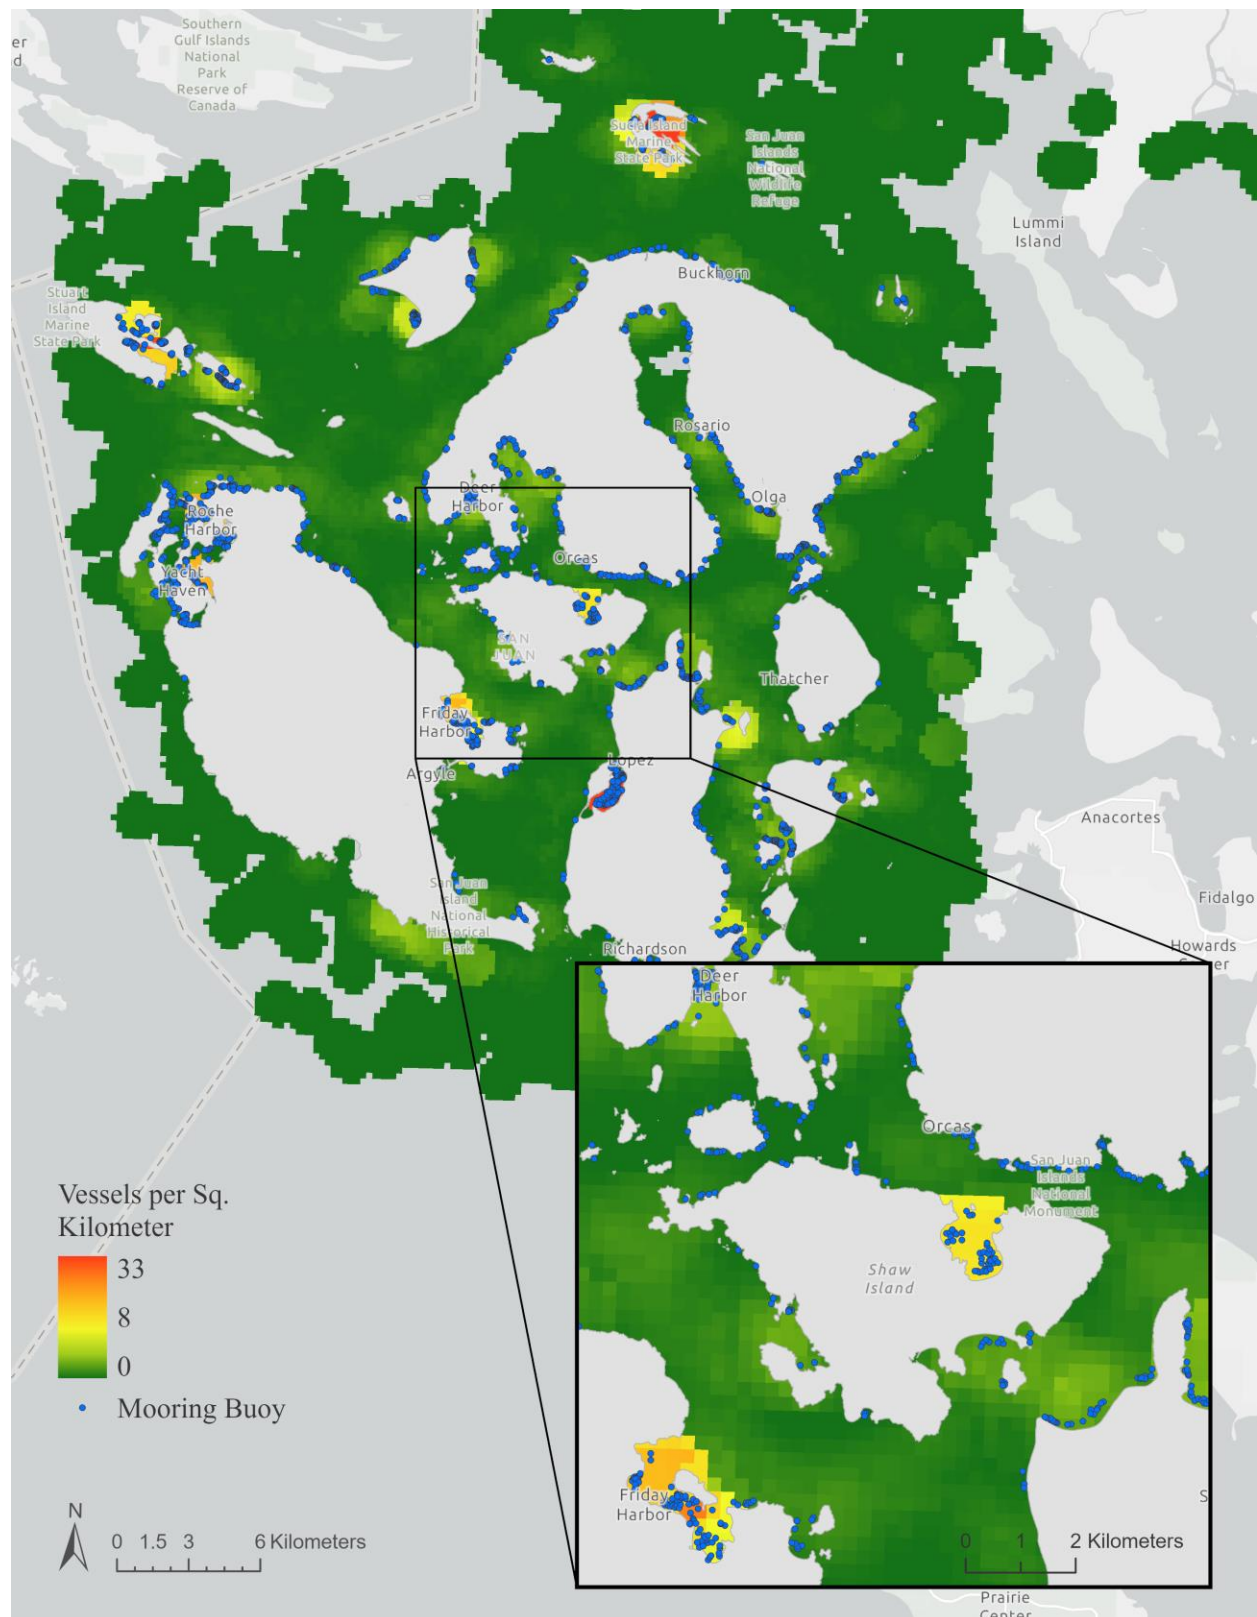 Southern
Gulf Islands
National
Park
Reserve of
Canada
er
d
Sucia Island
Marine
State Park
San Juan
Islands
National
Wildlife
Refuge
Lummi
Island
Buckhorn
Stuart
Island
Marine
State Park
Rosario
Deer
Harbor
Olga
Roche
Harbor
Orcas
Yacht
Haven
SAN
JUAN
Thatcher
Friday
Harbor
Argyle
Lopez
Anacortes
San Juan
Island
National
Historical
Park
Fidalgo
Richardson
Howards
Deer
Harbor
Orcas
San Juan
Islands
National
Monument
Shaw
Island
Friday
Harbor
S
0 1 2 Kilometers
Vessels per Sq.
Kilometer
33
8
0
Mooring Buoy
N
0 1.5 3 6 Kilometers
Prairie
Center